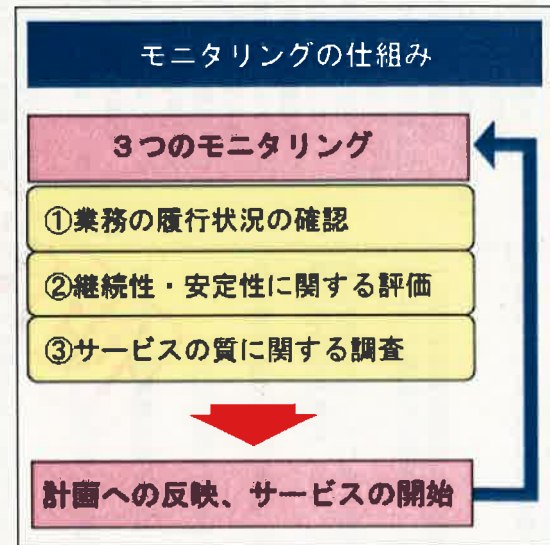 モニタリングの仕組み
3つのモニタリング
①業務の履行状況の確認
②継続性・安定性に関する評価
③サービスの質に関する調査
計画への反映、サービスの開始